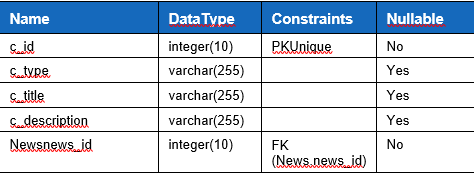 Name DataType Constraints Nullable
c_id integer(10) PKUnique No
c_type varchar(255) Yes
c_title varchar(255) Yes
c_description varchar(255) Yes
Newsnews_id integer(10) FK No
(News.news_id)